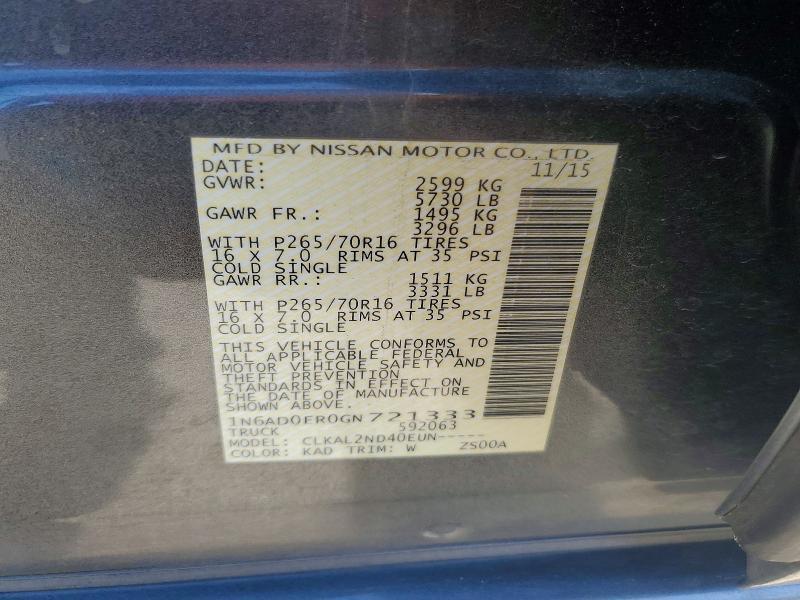 MFD BY NISSAN MOTOR CO., LTD.
DATE: 11/15
GVWR: 2599 KG
5730 LB
GAWR FR.: 1495 KG
3296 LB
WITH P265/70R16 TIRES
16 X 7.0 RIMS AT 35 PSI
COLD SINGLE
GAWR RR.: 1511 KG
3331 LB
WITH P265/70R16 TIRES
16 X 7.0 RIMS AT 35 PSI
COLD SINGLE
THIS VEHICLE CONFORMS TO
ALL APPLICABLE FEDERAL
MOTOR VEHICLE SAFETY AND
THEFT PREVENTION
STANDARDS IN EFFECT ON
THE DATE OF MANUFACTURE
SHOWN ABOVE.
1N6AD0FR0GN721333
TRUCK 592063
MODEL: CLKAL2ND40EUN-----
COLOR: KAD TRIM: W ZS00A